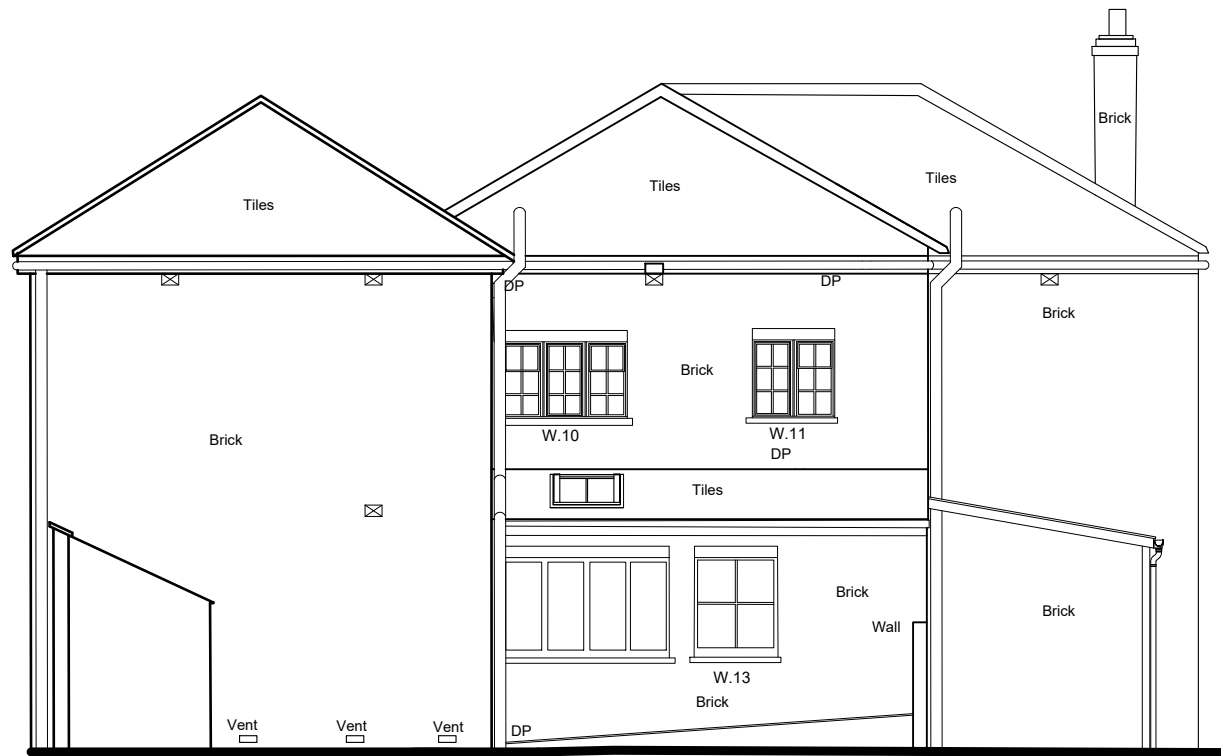 Brick
Tiles
Tiles
Tiles
DP
DP
Brick
Brick
W.10
W.11
Brick
DP
Tiles
Brick
Brick
Wall
W.13
Brick
Vent
Vent
Vent
DP